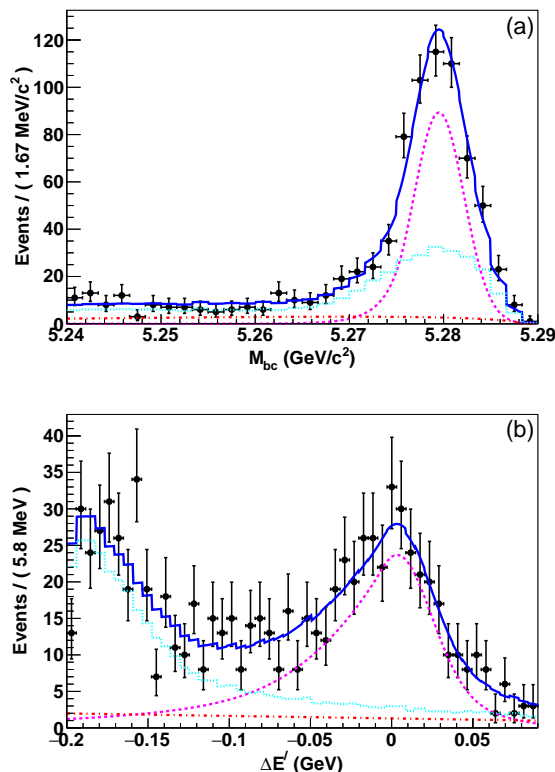 (a)
Events / ( 1.67 MeV/c²)
120
100
80
60
40
20
0
5.24 5.25 5.26 5.27 5.28 5.29
M_bc (GeV/c²)
(b)
Events / ( 5.8 MeV )
40
35
30
25
20
15
10
5
0
−0.2 −0.15 −0.1 −0.05 0 0.05
ΔE′ (GeV)